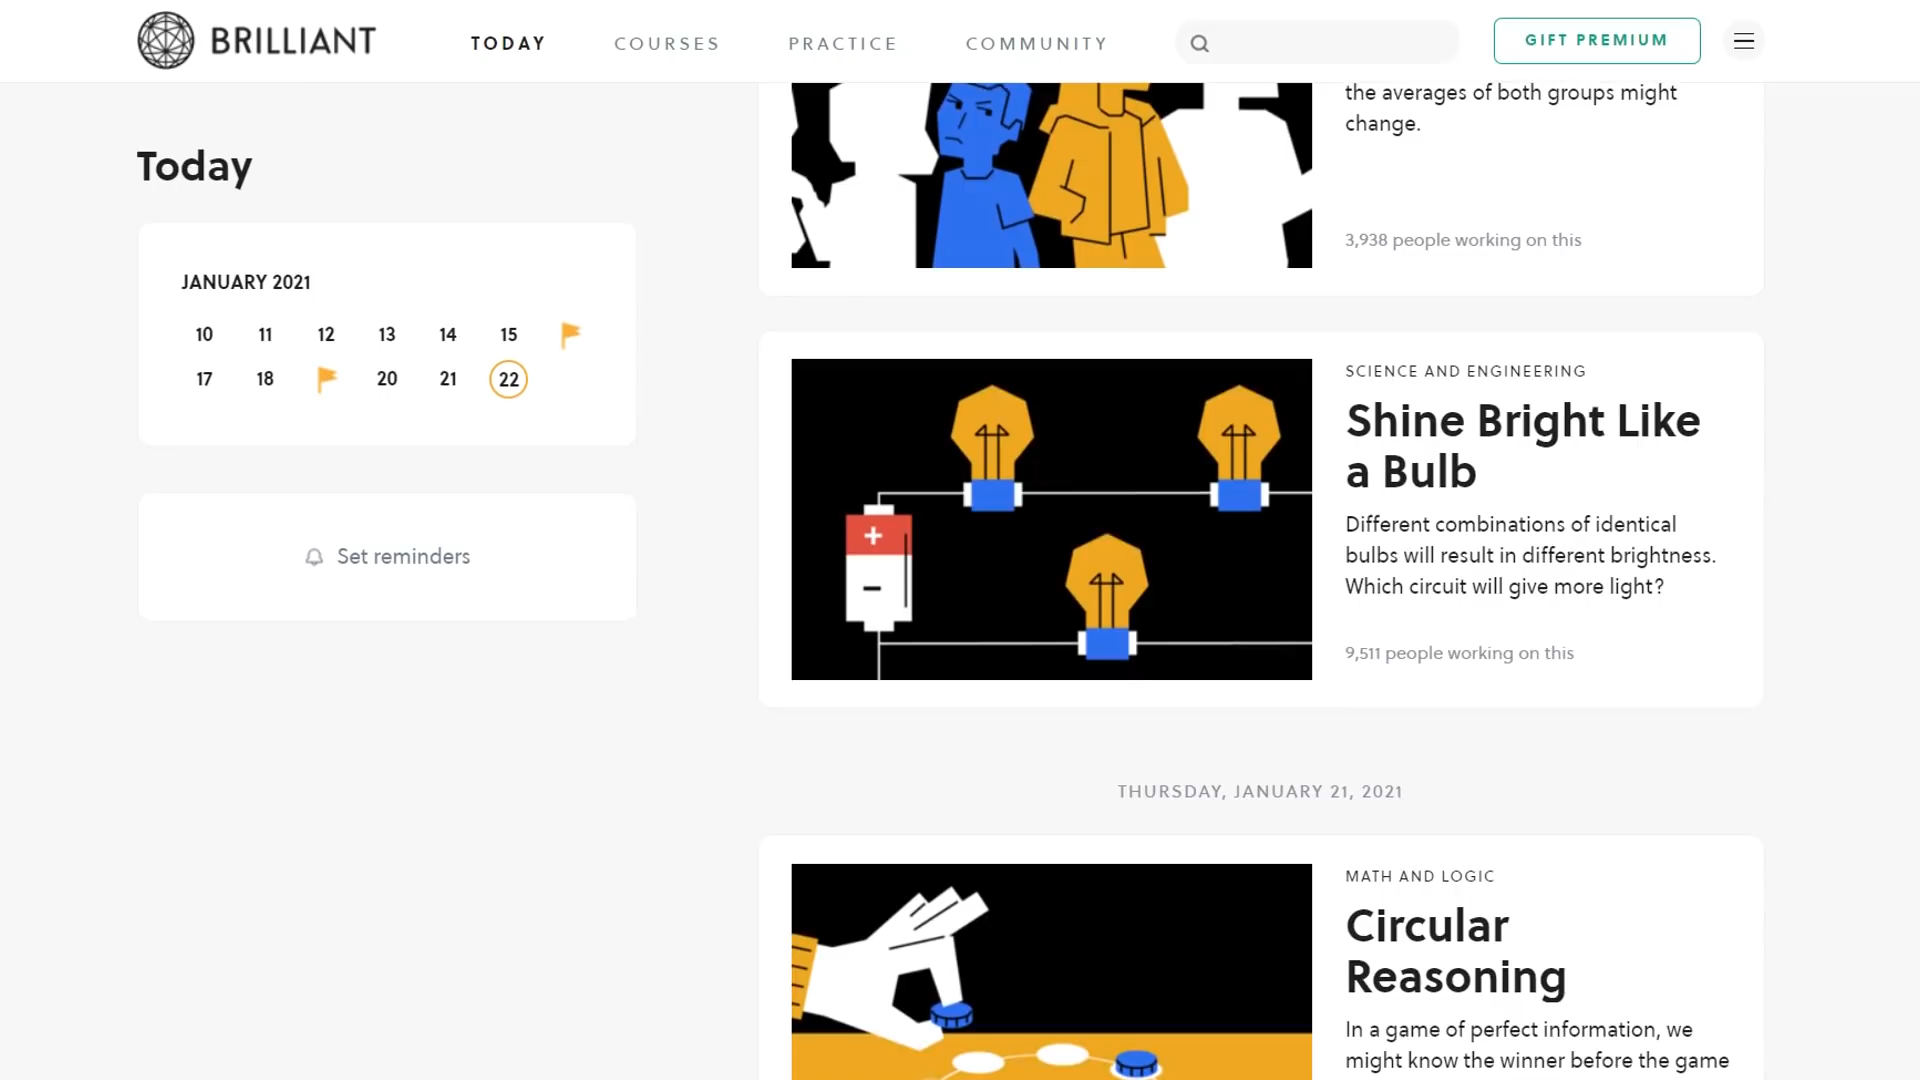 BRILLIANT
TODAY
COURSES
PRACTICE
COMMUNITY
GIFT PREMIUM
Today
JANUARY 2021
10 11 12 13 14 15
17 18 20 21 22
Set reminders
the averages of both groups might
change.
3,938 people working on this
SCIENCE AND ENGINEERING
Shine Bright Like
a Bulb
Different combinations of identical
bulbs will result in different brightness.
Which circuit will give more light?
9,511 people working on this
THURSDAY, JANUARY 21, 2021
MATH AND LOGIC
Circular
Reasoning
In a game of perfect information, we
might know the winner before the game